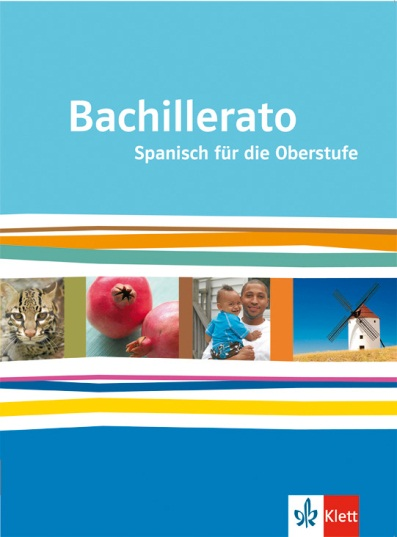 Bachillerato
Spanisch für die Oberstufe
Klett